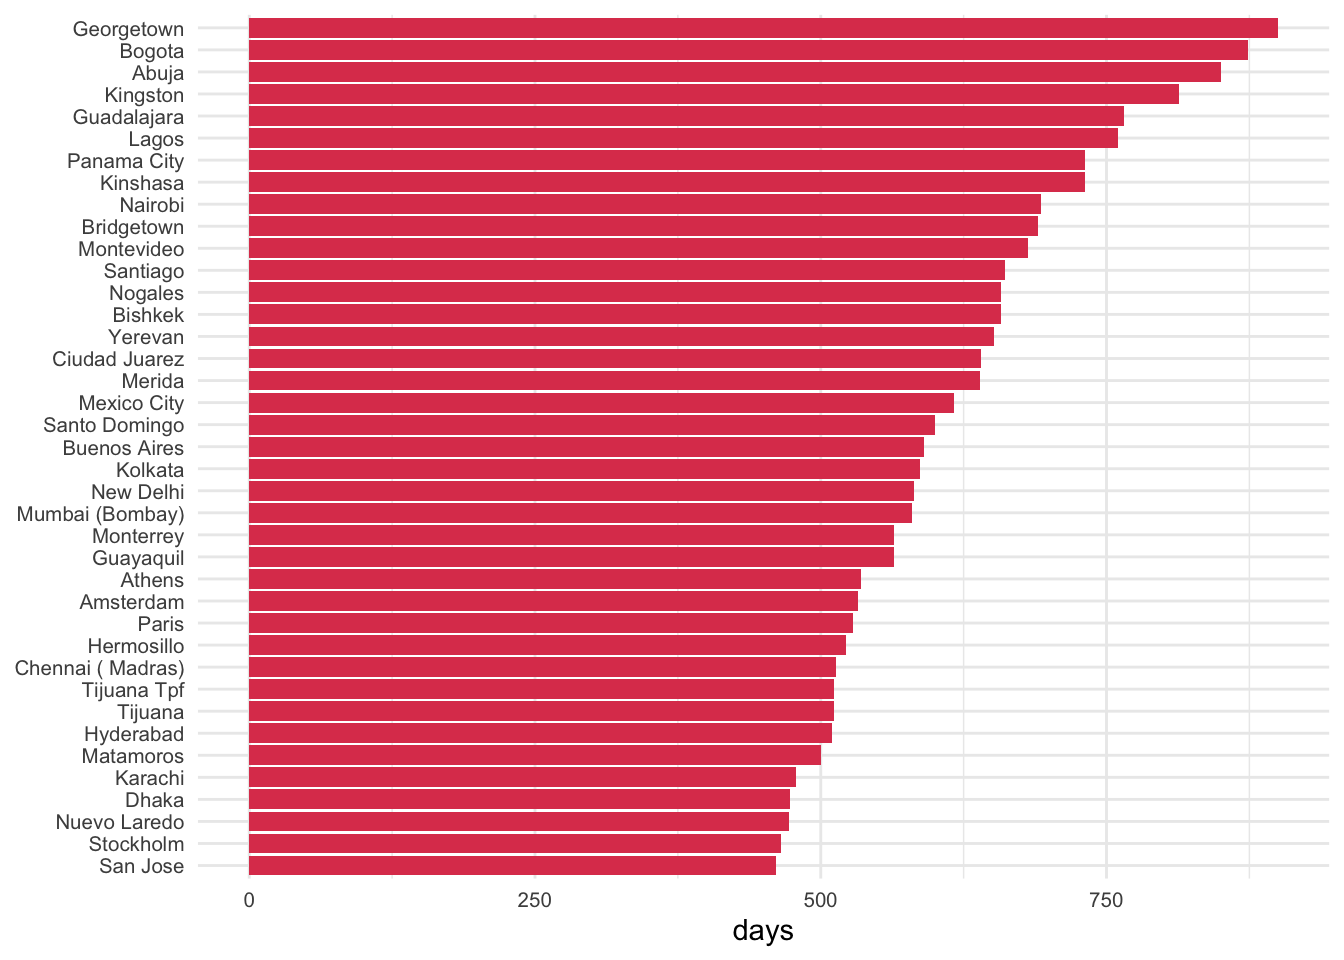 Georgetown
Bogota
Abuja
Kingston
Guadalajara
Lagos
Panama City
Kinshasa
Nairobi
Bridgetown
Montevideo
Santiago
Nogales
Bishkek
Yerevan
Ciudad Juarez
Merida
Mexico City
Santo Domingo
Buenos Aires
Kolkata
New Delhi
Mumbai (Bombay)
Monterrey
Guayaquil
Athens
Amsterdam
Paris
Hermosillo
Chennai ( Madras)
Tijuana Tpf
Tijuana
Hyderabad
Matamoros
Karachi
Dhaka
Nuevo Laredo
Stockholm
San Jose
0 250 500 750
days